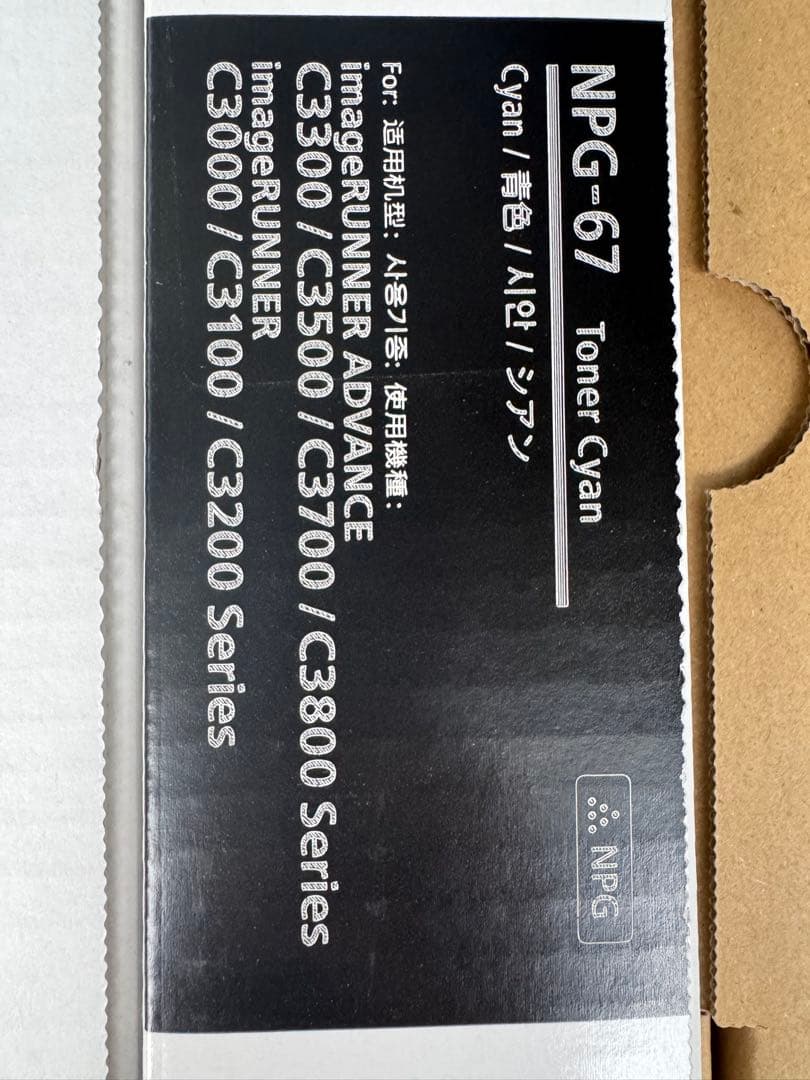 NPG-67 Toner Cyan
Cyan / 青色 / 시안 / シアン
For: 适用机型: 사용기종: 使用機種:
imageRUNNER ADVANCE
C3300 / C3500 / C3700 / C3800 Series
imageRUNNER
C3000 / C3100 / C3200 Series
NPG